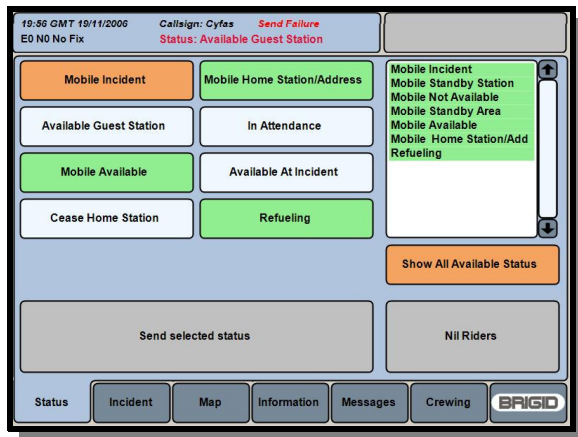 19:56 GMT 19/11/2006 Callsign: Cyfas Send Failure
E0 N0 No Fix Status: Available Guest Station
Mobile Incident
Mobile Home Station/Address
Available Guest Station
In Attendance
Mobile Available
Available At Incident
Cease Home Station
Refueling
Mobile Incident
Mobile Standby Station
Mobile Not Available
Mobile Standby Area
Mobile Available
Mobile Home Station/Add
Refueling
Show All Available Status
Send selected status
Nil Riders
Status
Incident
Map
Information
Messages
Crewing
BRIGID